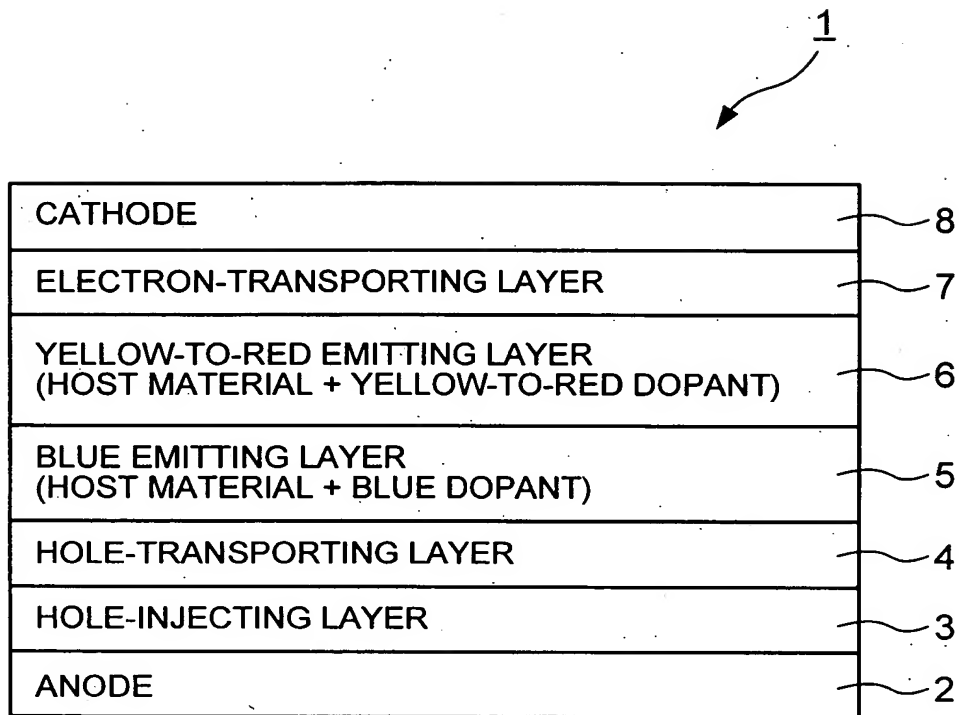 1
CATHODE 8
ELECTRON-TRANSPORTING LAYER 7
YELLOW-TO-RED EMITTING LAYER
(HOST MATERIAL + YELLOW-TO-RED DOPANT) 6
BLUE EMITTING LAYER
(HOST MATERIAL + BLUE DOPANT) 5
HOLE-TRANSPORTING LAYER 4
HOLE-INJECTING LAYER 3
ANODE 2